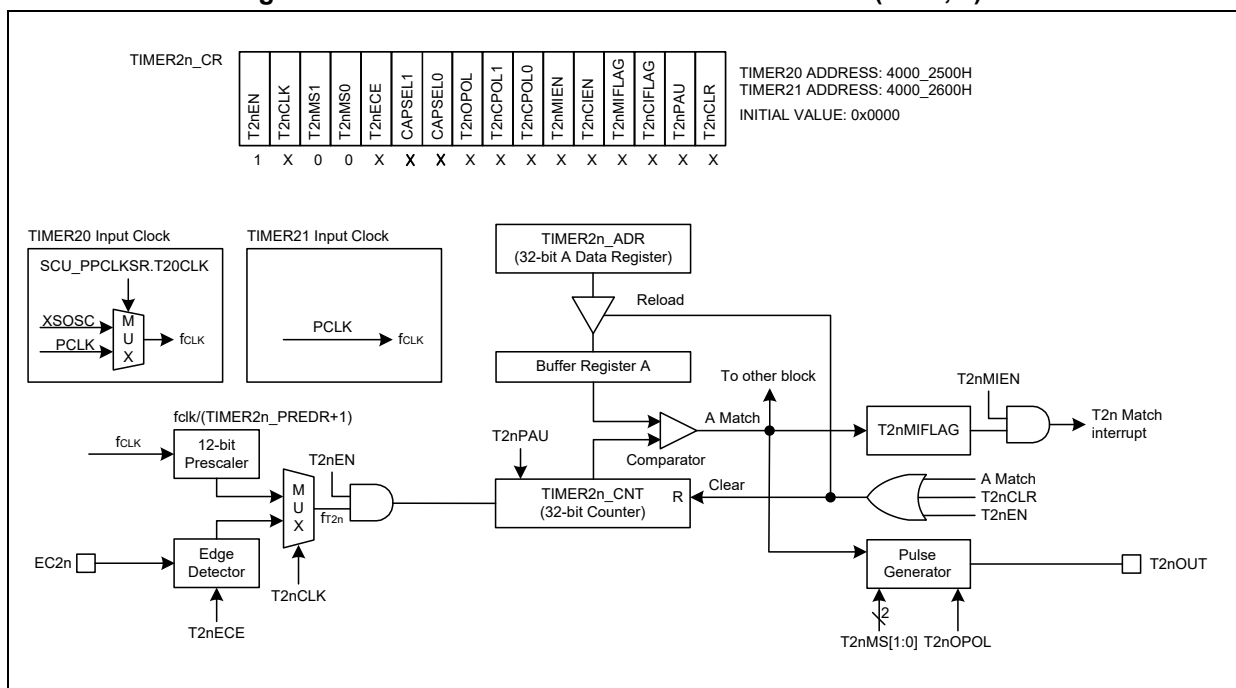 TIMER2n_CR
T2nEN
T2nCLK
T2nMS1
T2nMS0
T2nECE
CAPSEL1
CAPSEL0
T2nOPOL
T2nCPOL1
T2nCPOL0
T2nMIEN
T2nCIEN
T2nMIFLAG
T2nCIFLAG
T2nPAU
T2nCLR
1 X 0 0 X X X X X X X X X X X X
TIMER20 ADDRESS: 4000_2500H
TIMER21 ADDRESS: 4000_2600H
INITIAL VALUE: 0x0000
TIMER20 Input Clock
SCU_PPCLKSR.T20CLK
XSOSC
PCLK
M
U
X
fCLK
TIMER21 Input Clock
PCLK
fCLK
TIMER2n_ADR
(32-bit A Data Register)
Reload
Buffer Register A
To other block
A Match
Comparator
T2nMIEN
T2nMIFLAG
T2n Match
interrupt
fclk/(TIMER2n_PREDR+1)
fCLK
12-bit
Prescaler
T2nEN
M
U
X
fT2n
T2nPAU
TIMER2n_CNT
(32-bit Counter)
R
Clear
A Match
T2nCLR
T2nEN
EC2n
Edge
Detector
T2nCLK
T2nECE
Pulse
Generator
T2nOUT
2
T2nMS[1:0]
T2nOPOL